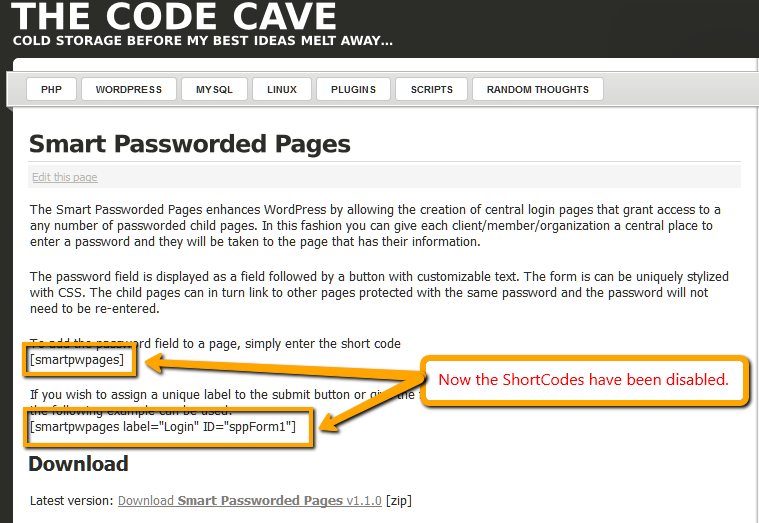 THE CODE CAVE
COLD STORAGE BEFORE MY BEST IDEAS MELT AWAY...
PHP WORDPRESS MYSQL LINUX PLUGINS SCRIPTS RANDOM THOUGHTS
Smart Passworded Pages
Edit this page
The Smart Passworded Pages enhances WordPress by allowing the creation of central login pages that grant access to a
any number of passworded child pages. In this fashion you can give each client/member/organization a central place to
enter a password and they will be taken to the page that has their information.
The password field is displayed as a field followed by a button with customizable text. The form is can be uniquely stylized
with CSS. The child pages can in turn link to other pages protected with the same password and the password will not
need to be re-entered.
To add the password field to a page, simply enter the short code
[smartpwpages]
Now the ShortCodes have been disabled.
If you wish to assign a unique label to the submit button or give the
the following example can be used:
[smartpwpages label="Login" ID="sppForm1"]
Download
Latest version: Download Smart Passworded Pages v1.1.0 [zip]